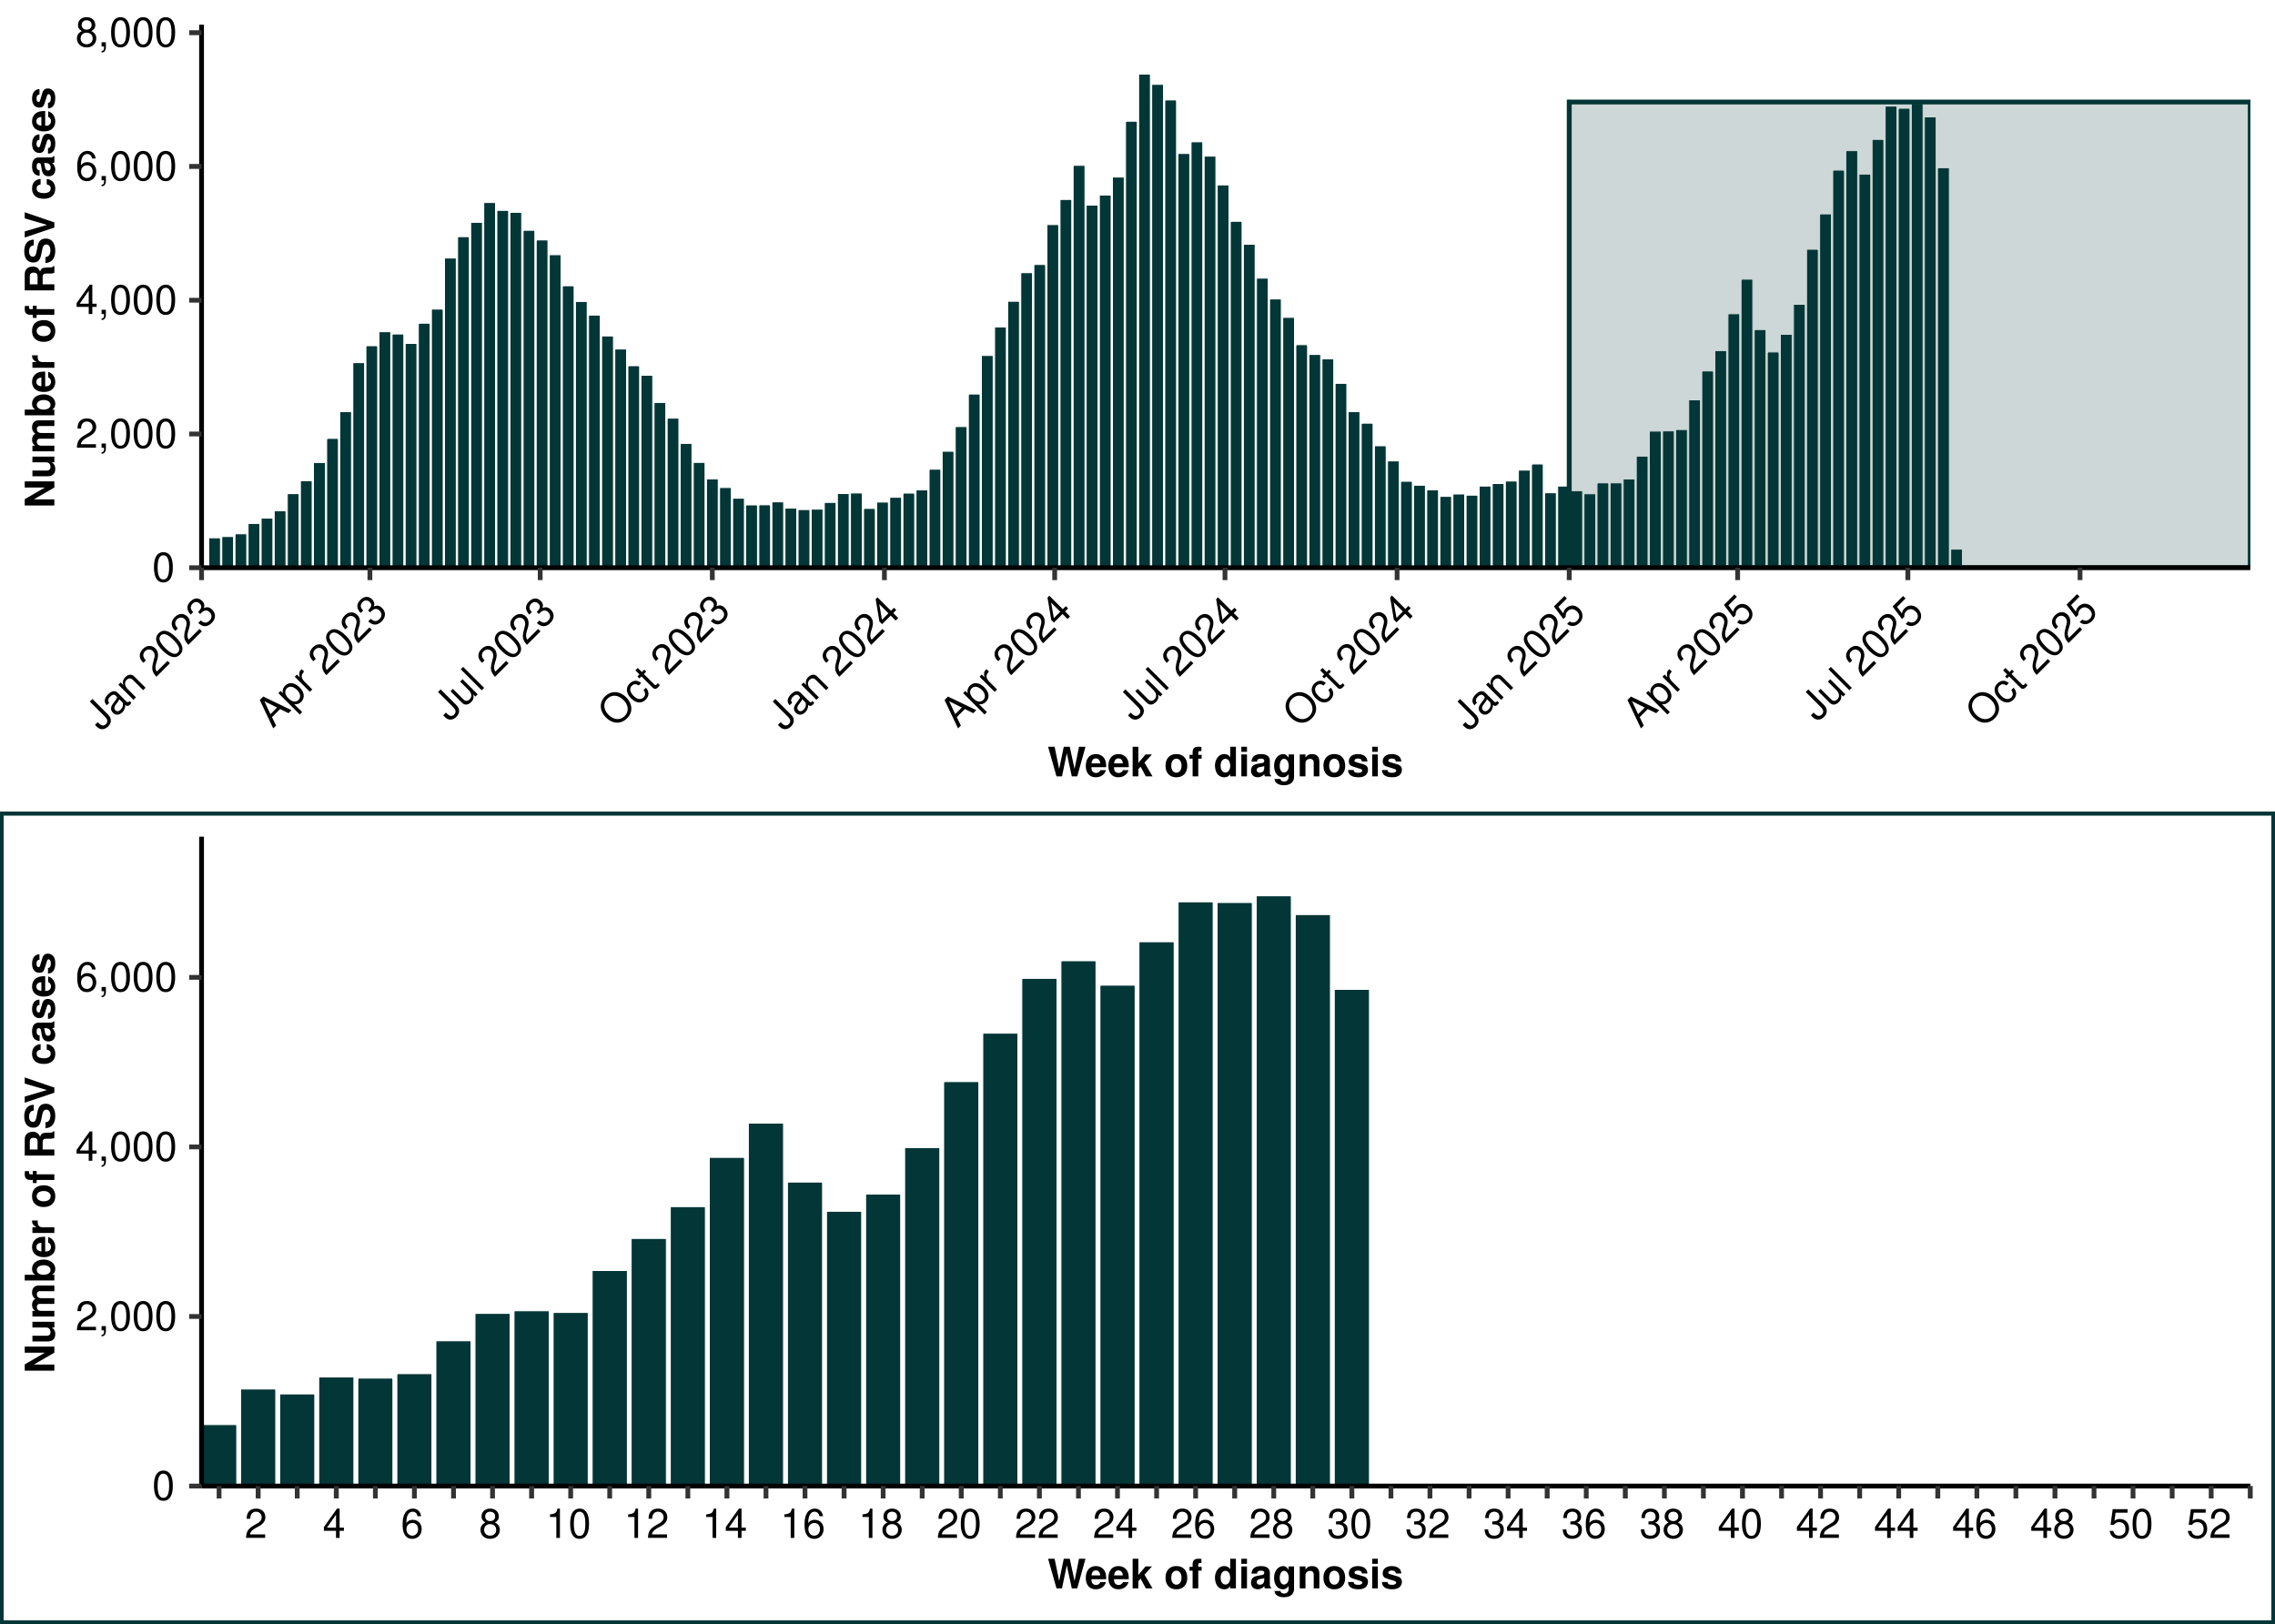 Number of RSV cases
8,000
6,000
4,000
2,000
0
Jan 2023
Apr 2023
Jul 2023
Oct 2023
Jan 2024
Apr 2024
Jul 2024
Oct 2024
Jan 2025
Apr 2025
Jul 2025
Oct 2025
Week of diagnosis
Number of RSV cases
6,000
4,000
2,000
0
2 4 6 8 10 12 14 16 18 20 22 24 26 28 30 32 34 36 38 40 42 44 46 48 50 52
Week of diagnosis